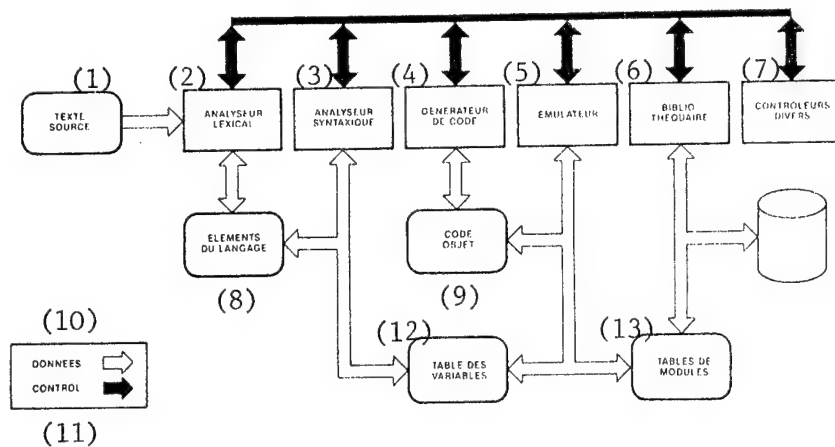 (1)
(2)
(3)
(4)
(5)
(6)
(7)
TEXTE
SOURCE
ANALYSEUR
LEXICAL
ANALYSEUR
SYNTAXIQUE
GENERATEUR
DE CODE
EMULATEUR
BIBLIO
THEQUAIRE
CONTROLEURS
DIVERS
ELEMENTS
DU LANGAGE
CODE
OBJET
(8)
(9)
(10)
(12)
(13)
DONNEES
CONTROL
TABLE DES
VARIABLES
TABLES DE
MODULES
(11)